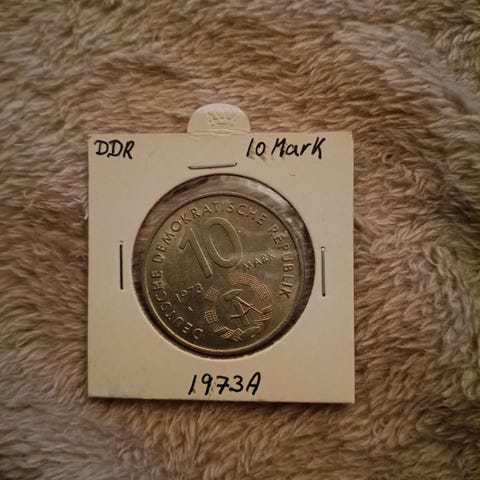 DDR
10 Mark
DEUTSCHE DEMOKRATISCHE REPUBLIK
10
MARK
1973
A
1973A